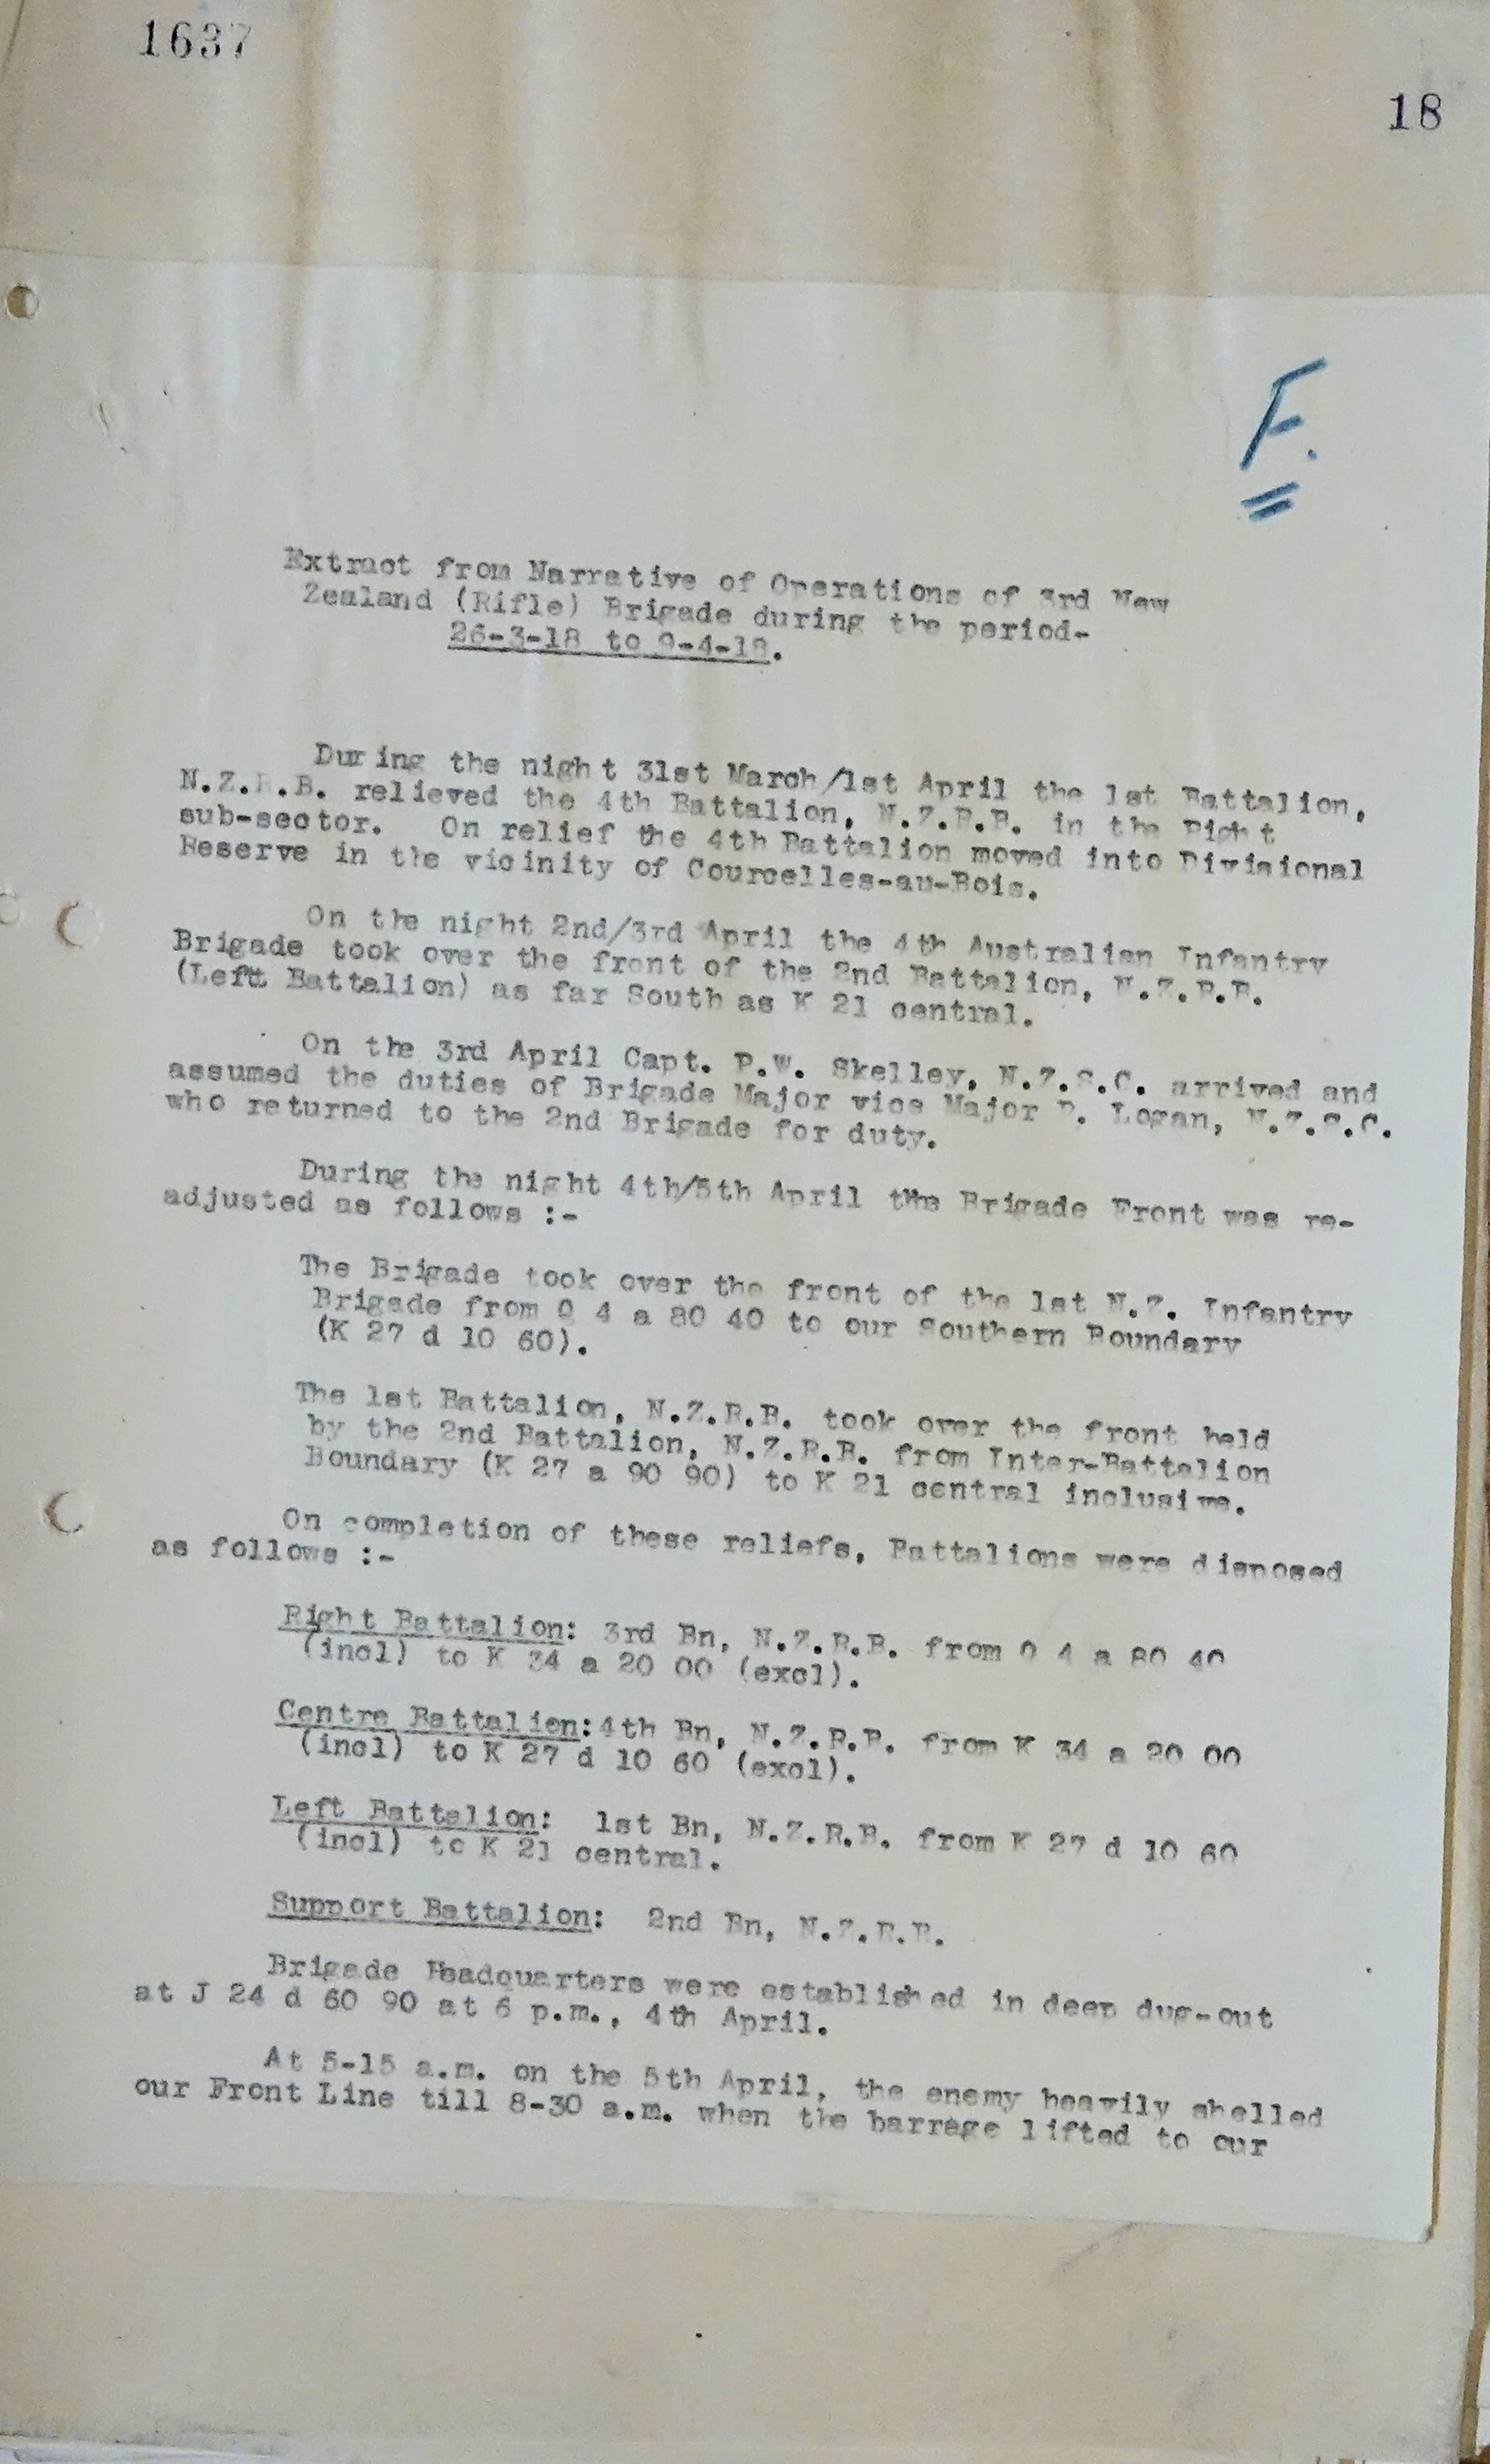 1637
18
F.
Extract from Narrative of Operations of 3rd New
Zealand (Rifle) Brigade during the period-
26-3-18 to 9-4-18.
During the night 31st March/1st April the 1st Battalion,
N.Z.R.B. relieved the 4th Battalion, N.Z.R.B. in the Right
sub-sector. On relief the 4th Battalion moved into Divisional
Reserve in the vicinity of Courcelles-au-Bois.
On the night 2nd/3rd April the 4th Australian Infantry
Brigade took over the front of the 2nd Battalion, N.Z.R.B.
(Left Battalion) as far South as K 21 central.
On the 3rd April Capt. P.W. Skelley, N.Z.S.C. arrived and
assumed the duties of Brigade Major vice Major Logan, N.Z.S.C.
who returned to the 2nd Brigade for duty.
During the night 4th/5th April the Brigade Front was re-
adjusted as follows :-
The Brigade took over the front of the 1st N.Z. Infantry
Brigade from Q 4 a 80 40 to our Southern Boundary
(K 27 d 10 60).
The 1st Battalion, N.Z.R.B. took over the front held
by the 2nd Battalion, N.Z.R.B. from Inter-Battalion
Boundary (K 27 a 90 90) to K 21 central inclusive.
On completion of these reliefs, Battalions were disposed
as follows :-
Right Battalion: 3rd Bn, N.Z.R.B. from Q 4 a 80 40
(incl) to K 34 a 20 00 (excl).
Centre Battalion: 4th Bn, N.Z.R.B. from K 34 a 20 00
(incl) to K 27 d 10 60 (excl).
Left Battalion: 1st Bn, N.Z.R.B. from K 27 d 10 60
(incl) to K 21 central.
Support Battalion: 2nd Bn, N.Z.R.B.
Brigade Headquarters were established in deep dug-out
at J 24 d 60 90 at 6 p.m., 4th April.
At 5-15 a.m. on the 5th April, the enemy heavily shelled
our Front Line till 8-30 a.m. when the barrage lifted to our